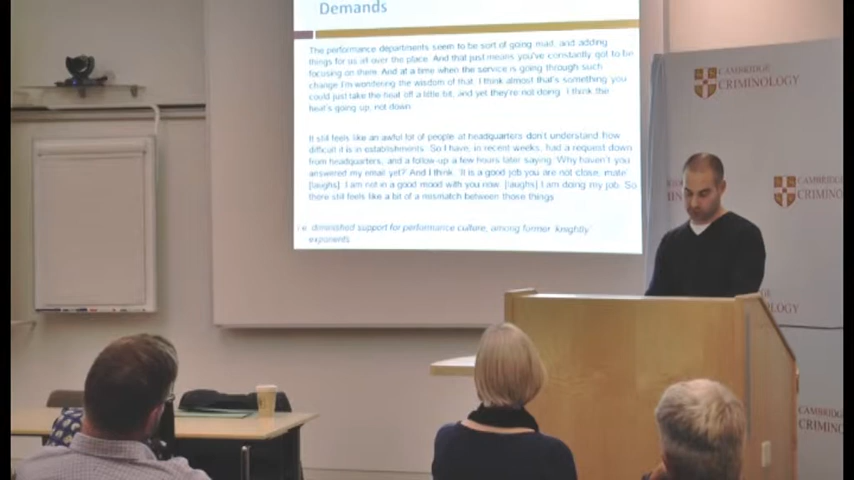 Demands
The performance departments seem to be sort of going mad, and adding
things for us all over the place. And that just means you've constantly got to be
focusing on them. And at a time when the service is going through such
change I'm wondering the wisdom of that. I think almost that's something you
could just take the heat off a little bit, and yet they're not doing. I think the
heat's going up, not down.
It still feels like an awful lot of people at headquarters don't understand how
difficult it is in establishments. So I have, in recent weeks, had a request down
from headquarters, and a follow-up a few hours later saying 'Why haven't you
answered my email yet?' And I think, 'It is a good job you are not close, mate
[laughs]. I am not in a good mood with you now. [laughs] I am doing my job. So
there still feels like a bit of a mismatch between those things
i.e. diminished support for performance culture, among former 'knightly'
exponents
CAMBRIDGE
CRIMINOLOGY
CAMBRIDGE
CRIMINO
MIN
LOGY
CAMBRIDGE
CRIMINO